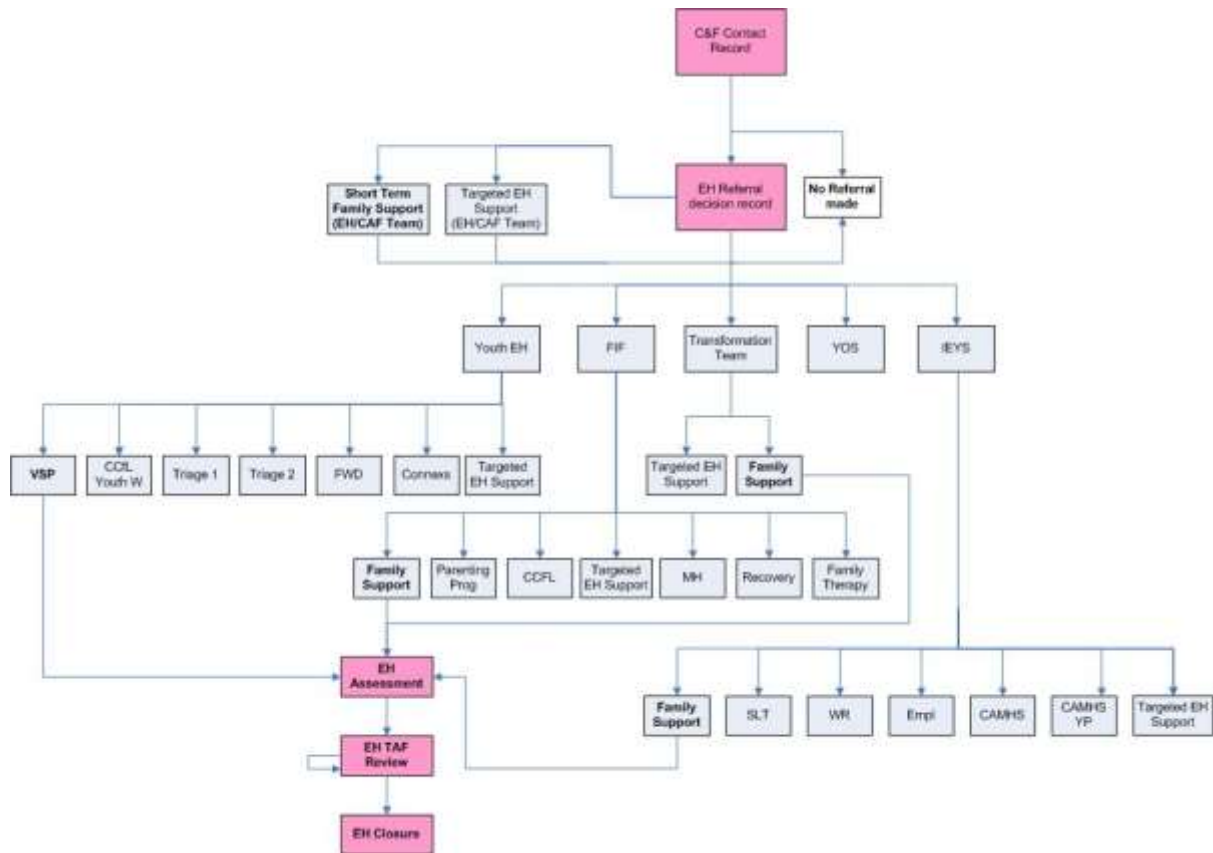 C&F Contact
Record
Short Term
Family Support
(EH/CAF Team)
Targeted EH
Support
(EH/CAF Team)
EH Referral
decision record
No Referral
made
Youth EH
FIF
Transformation
Team
YOS
IEYS
VSP
CCfL
Youth W
Triage 1
Triage 2
FWD
Connexs
Targeted
EH Support
Targeted EH
Support
Family
Support
Family
Support
Parenting
Prog
CCFL
Targeted
EH Support
MH
Recovery
Family
Therapy
EH
Assessment
Family
Support
SLT
WR
Empl
CAMHS
CAMHS
YP
Targeted EH
Support
EH TAF
Review
EH Closure